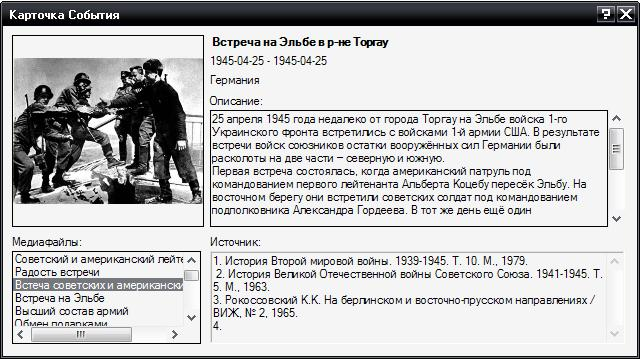 Карточка События
Встреча на Эльбе в р-не Торгау
1945-04-25 - 1945-04-25
Германия
Описание:
25 апреля 1945 года недалеко от города Торгау на Эльбе войска 1-го
Украинского фронта встретились с войсками 1-й армии США. В результате
встречи войск союзников остатки вооружённых сил Германии были
расколоты на две части – северную и южную.
Первая встреча состоялась, когда американский патруль под
командованием первого лейтенанта Альберта Коцебу пересёк Эльбу. На
восточном берегу они встретили советских солдат под командованием
подполковника Александра Гордеева. В тот же день ещё один
Медиафайлы:
Советский и американский лейте
Радость встречи
Встеча советских и американски
Встреча на Эльбе
Высший состав армий
Обмен подарками
Источник:
1. История Второй мировой войны. 1939-1945. Т. 10. М., 1979.
2. История Великой Отечественной войны Советского Союза. 1941-1945. Т.
5. М., 1963.
3. Рокоссовский К.К. На берлинском и восточно-прусском направлениях /
ВИЖ, № 2, 1965.
4.